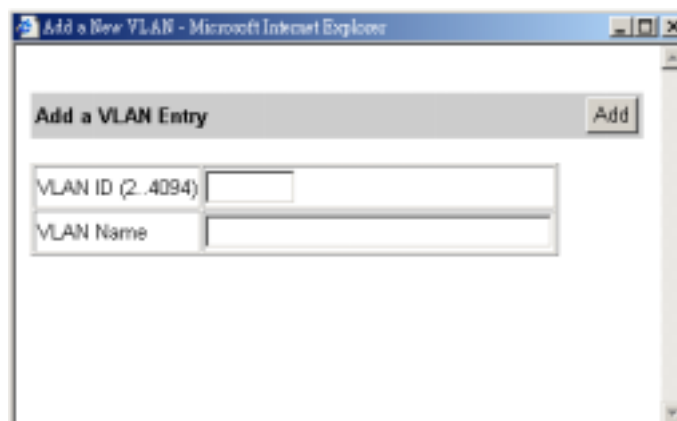 Add a New VLAN - Microsoft Internet Explorer
Add a VLAN Entry
Add
VLAN ID (2..4094)
VLAN Name